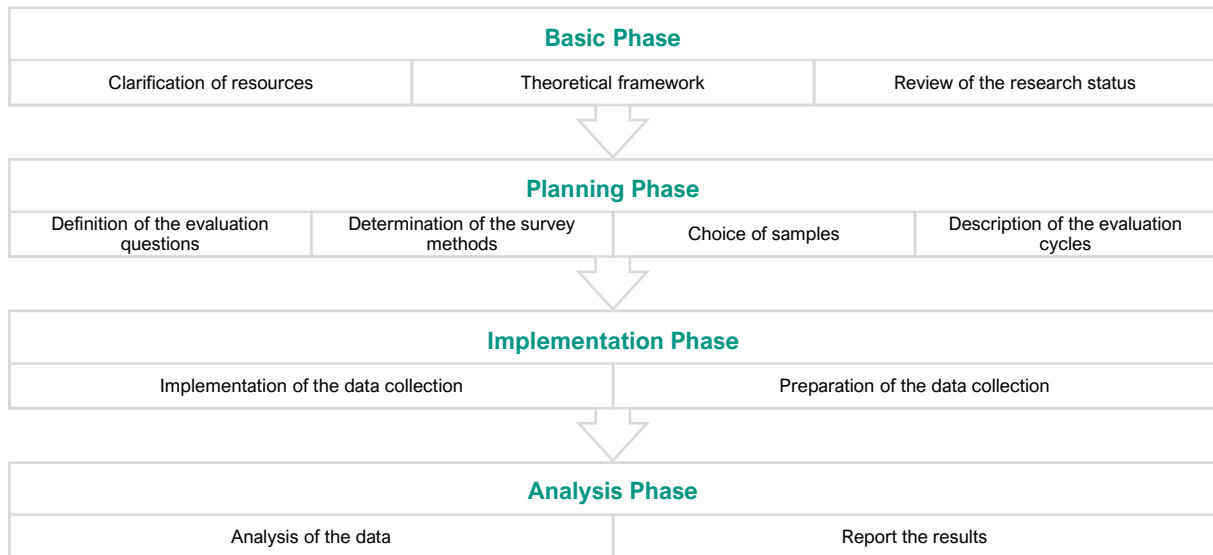 Basic Phase
Clarification of resources
Theoretical framework
Review of the research status
Planning Phase
Definition of the evaluation
questions
Determination of the survey
methods
Choice of samples
Description of the evaluation
cycles
Implementation Phase
Implementation of the data collection
Preparation of the data collection
Analysis Phase
Analysis of the data
Report the results